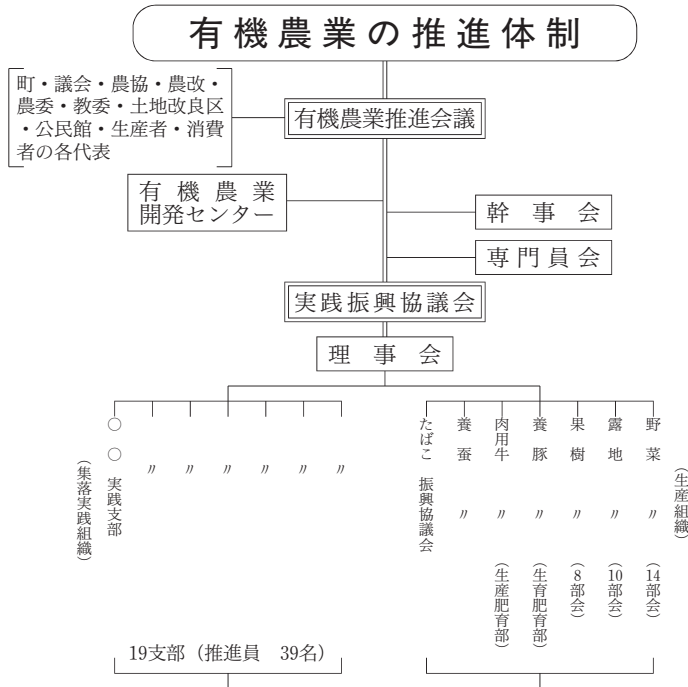 有機農業の推進体制
町・議会・農協・農改・
農委・教委・土地改良区
・公民館・生産者・消費
者の各代表
有機農業推進会議
有機農業
開発センター
幹事会
専門員会
実践振興協議会
理事会
(集落実践組織)
○○実践支部
〃
〃
〃
〃
〃
〃
19支部（推進員　39名）
たばこ 振興協議会
養蚕 〃
肉用牛 〃 (生産肥育部)
養豚 〃 (生育肥育部)
果樹 〃 (8部会)
露地 〃 (10部会)
野菜 〃 (14部会)
(生産組織)